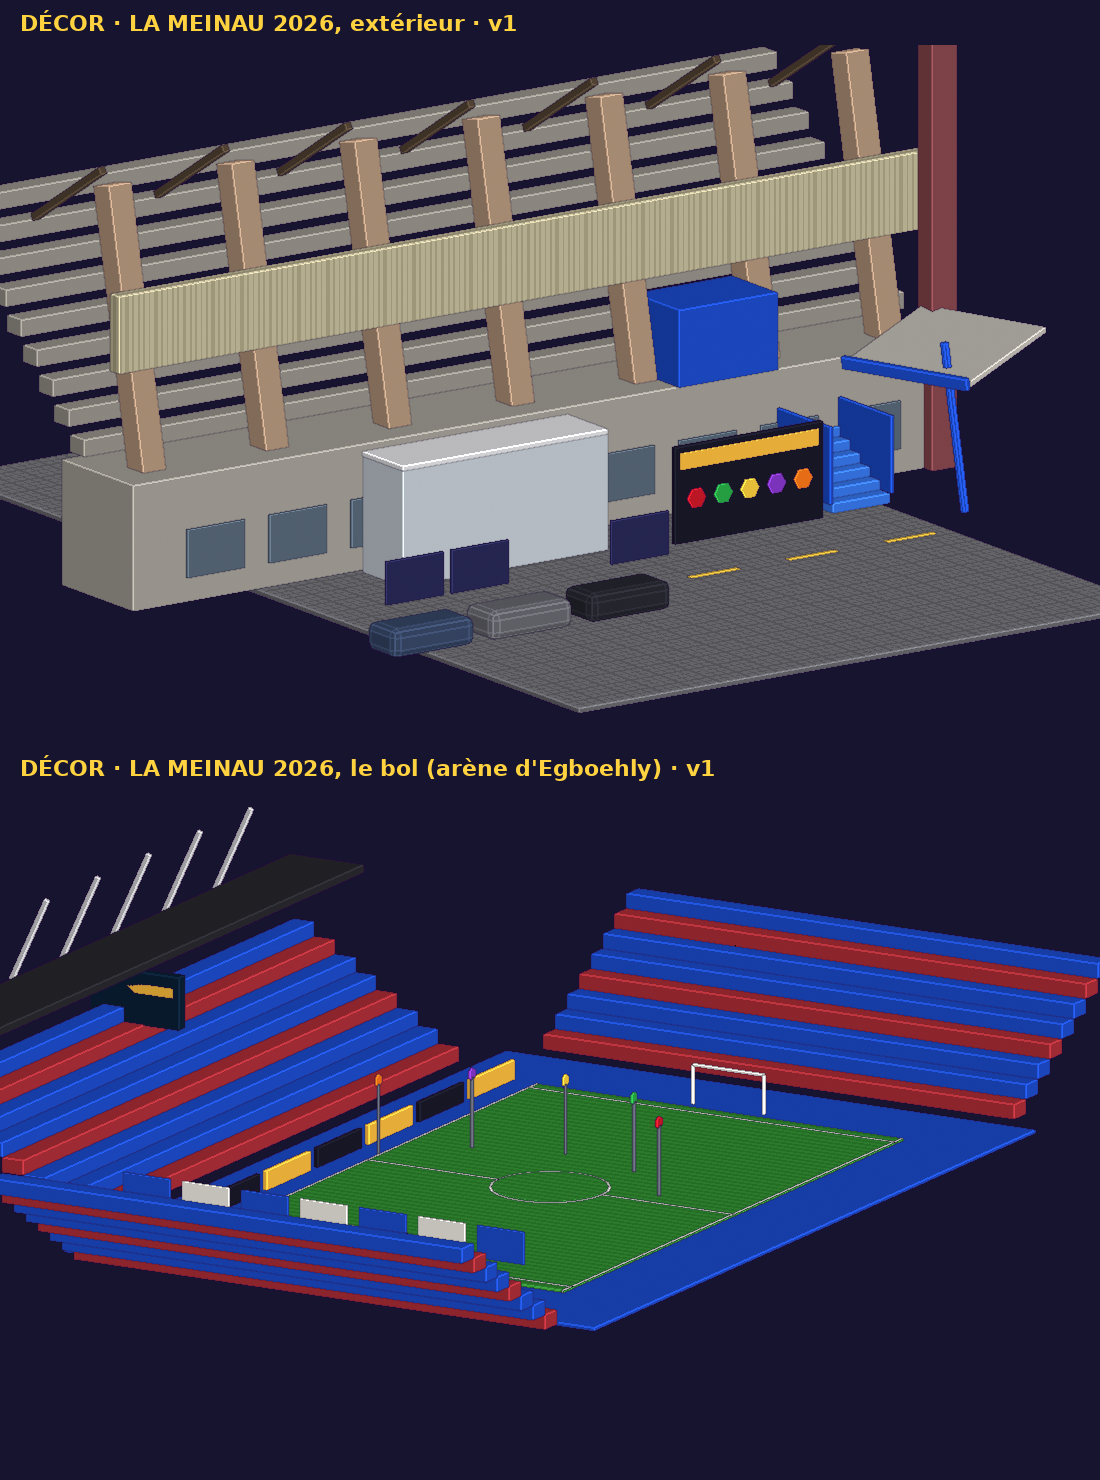 DÉCOR · LA MEINAU 2026, extérieur · v1
DÉCOR · LA MEINAU 2026, le bol (arène d'Egboehly) · v1